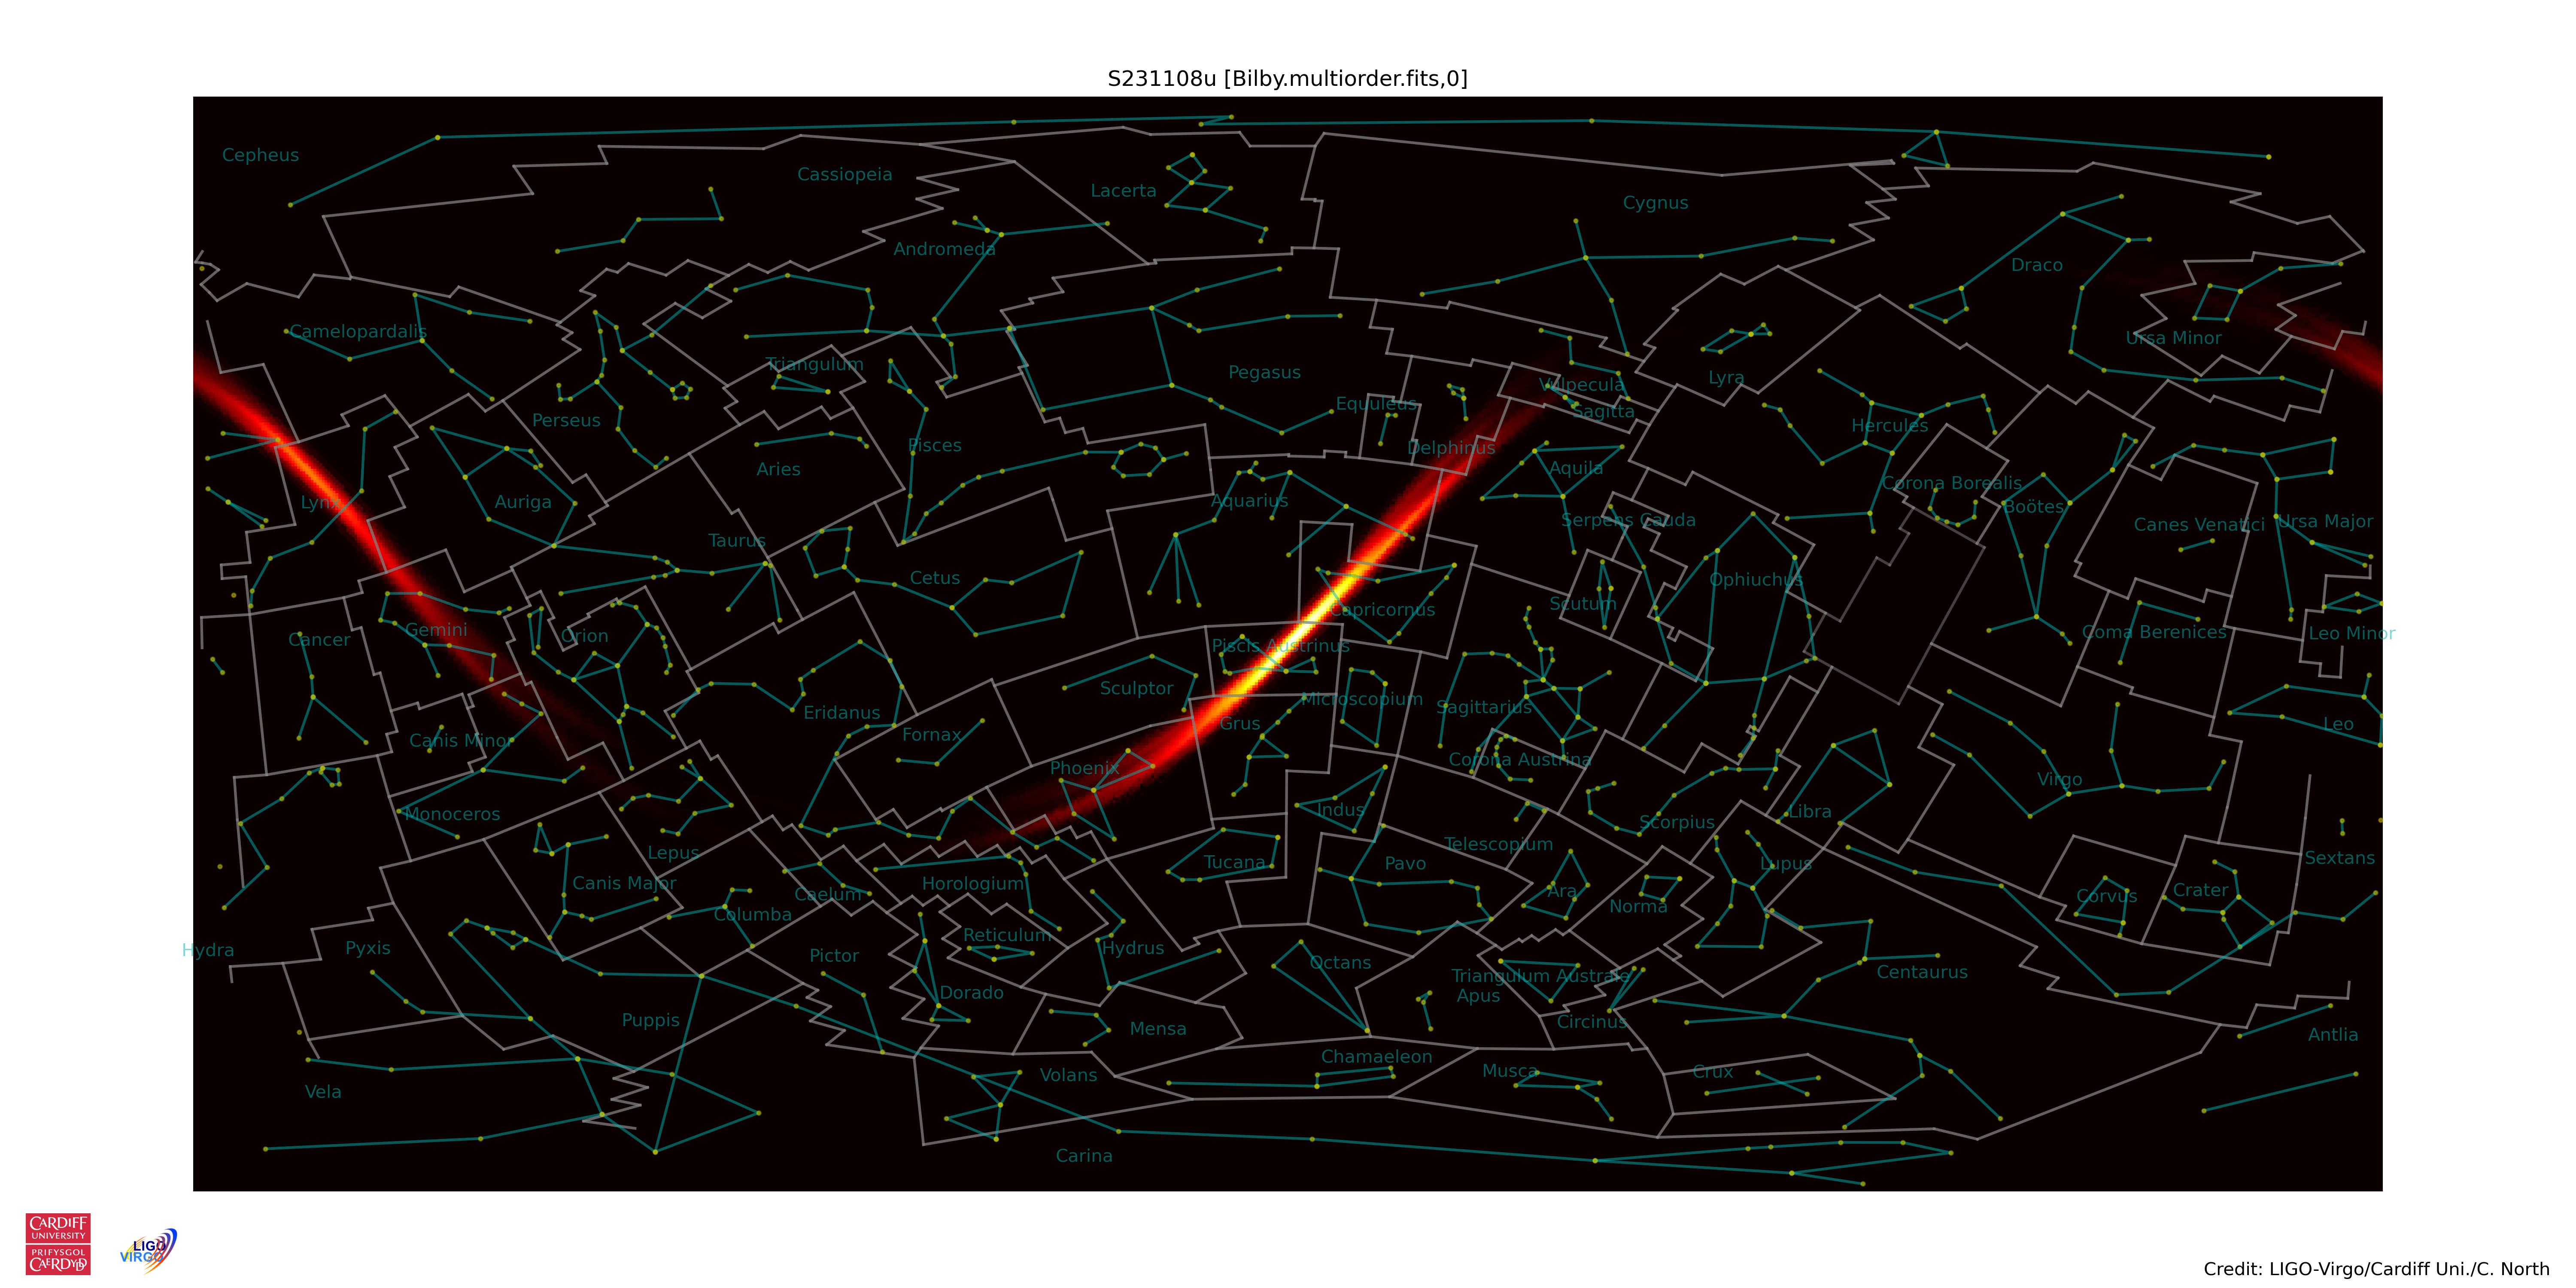 S231108u [Bilby.multiorder.fits,0]
Cepheus
Cassiopeia
Lacerta
Cygnus
Andromeda
Draco
Camelopardalis
Ursa Minor
Triangulum
Pegasus
Lyra
Vulpecula
Equuleus
Sagitta
Perseus
Hercules
Pisces
Delphinus
Aries
Aquila
Corona Borealis
Lynx
Auriga
Aquarius
Boötes
Serpens Cauda
Canes Venatici
Ursa Major
Taurus
Cetus
Ophiuchus
Scutum
Capricornus
Gemini
Orion
Cancer
Coma Berenices
Leo Minor
Piscis Austrinus
Sculptor
Microscopium
Sagittarius
Eridanus
Grus
Leo
Fornax
Canis Minor
Corona Austrina
Phoenix
Virgo
Monoceros
Indus
Libra
Scorpius
Telescopium
Lepus
Tucana
Pavo
Lupus
Sextans
Canis Major
Horologium
Caelum
Ara
Crater
Corvus
Norma
Columba
Reticulum
Hydra
Pyxis
Hydrus
Pictor
Octans
Triangulum Australe
Centaurus
Dorado
Apus
Puppis
Mensa
Circinus
Antlia
Chamaeleon
Volans
Musca
Crux
Vela
Carina
CARDIFF
UNIVERSITY
PRIFYSGOL
CAERDYDD
LIGO
VIRGO
Credit: LIGO-Virgo/Cardiff Uni./C. North